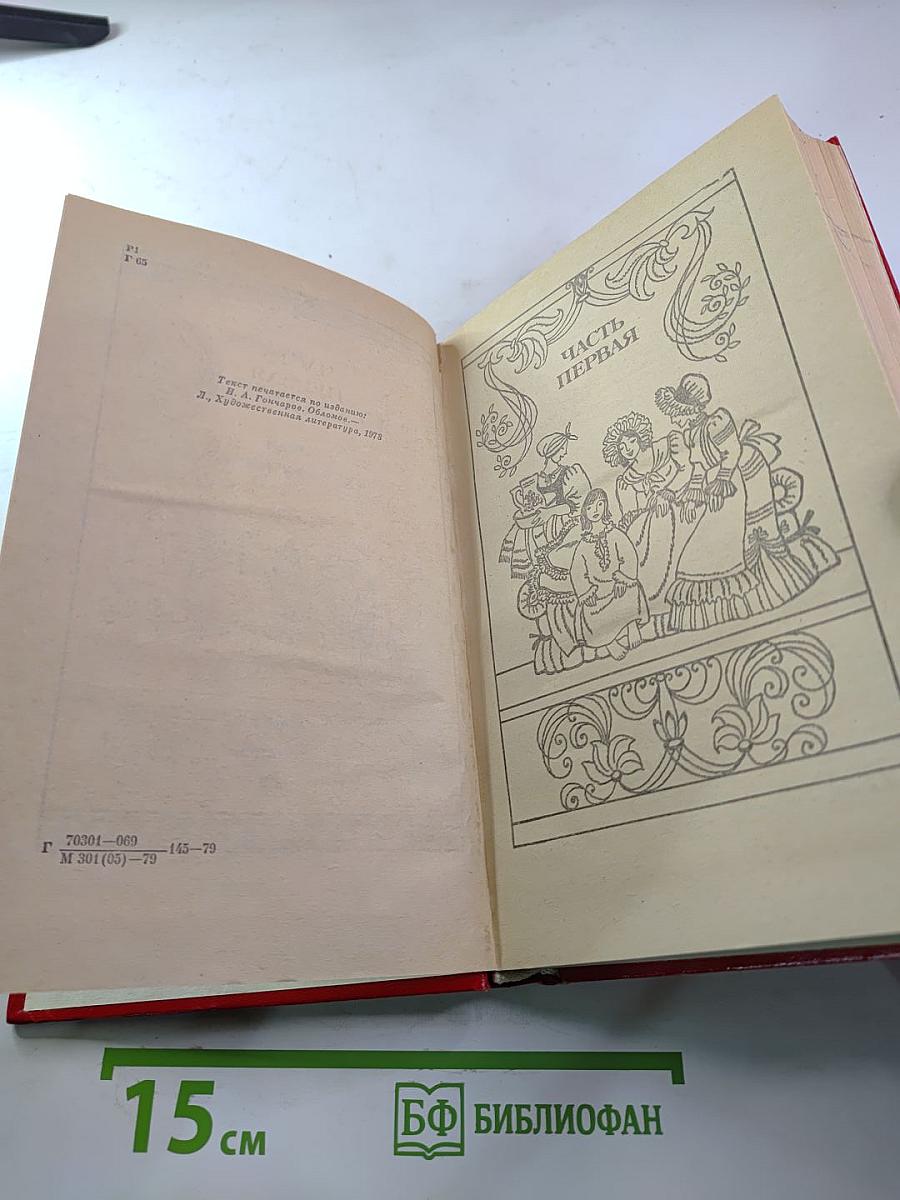 Р1
Г 65
Текст печатается по изданию:
И. А. Гончаров. Обломов.—
Л., Художественная литература, 1978
Г 70301—069
М 301(05)—79 145—79
ЧАСТЬ
ПЕРВАЯ
15 см
БФ БИБЛИОФАН